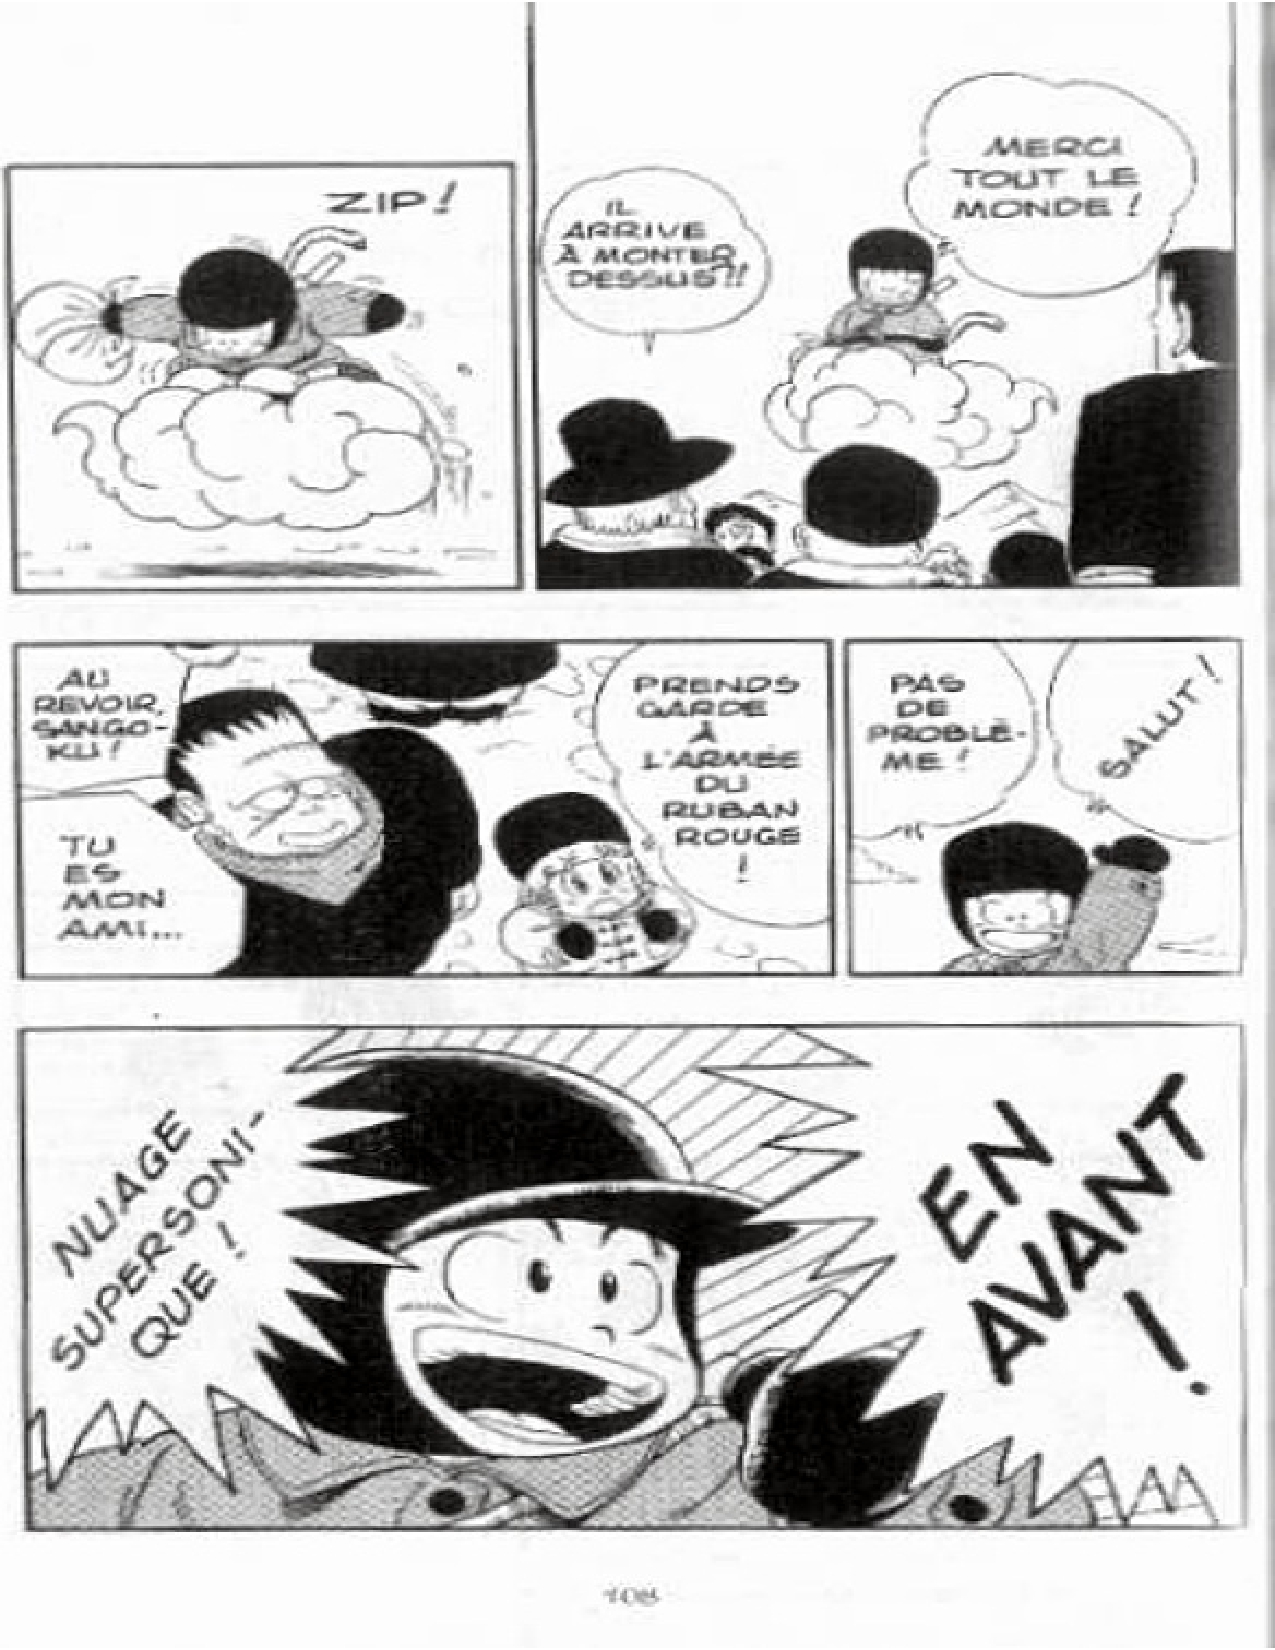 ZIP!
IL
ARRIVE
À MONTER
DESSUS?!!
MERCI
TOUT LE
MONDE !
AU
REVOIR,
SANGO-
KU !
TU
ES
MON
AMI...
PRENDS
GARDE
À
L'ARMÉE
DU
RUBAN
ROUGE
!
PAS
DE
PROBLÈ-
ME !
SALUT !
NUAGE
SUPERSONI-
QUE !
EN
AVANT
!
108